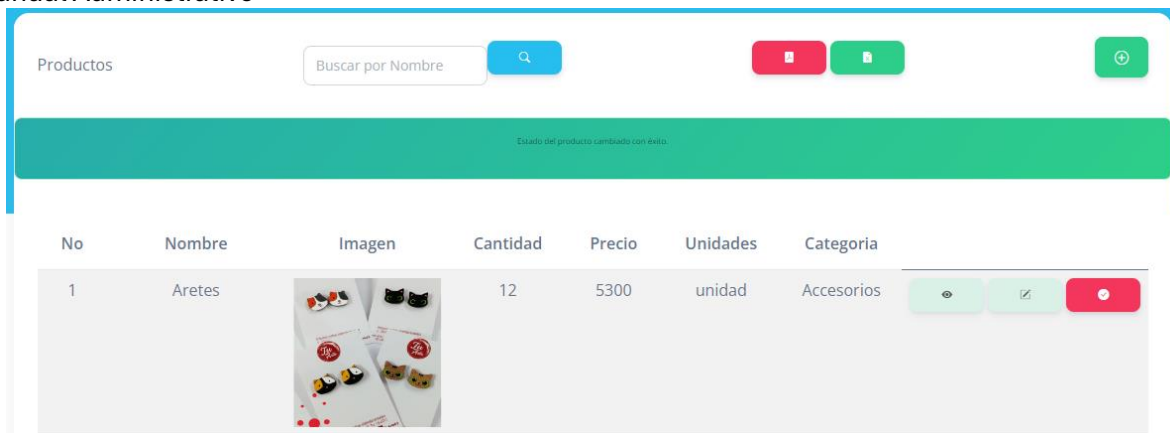 Productos
Buscar por Nombre
Estado del producto cambiado con éxito.
No Nombre Imagen Cantidad Precio Unidades Categoria
1 Aretes 12 5300 unidad Accesorios